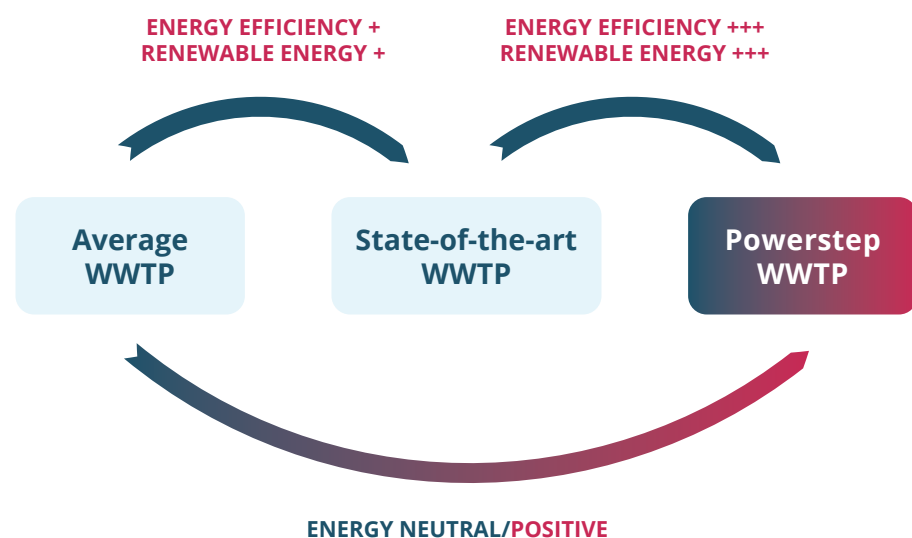 ENERGY EFFICIENCY +
RENEWABLE ENERGY +
ENERGY EFFICIENCY +++
RENEWABLE ENERGY +++
Average
WWTP
State-of-the-art
WWTP
Powerstep
WWTP
ENERGY NEUTRAL/POSITIVE